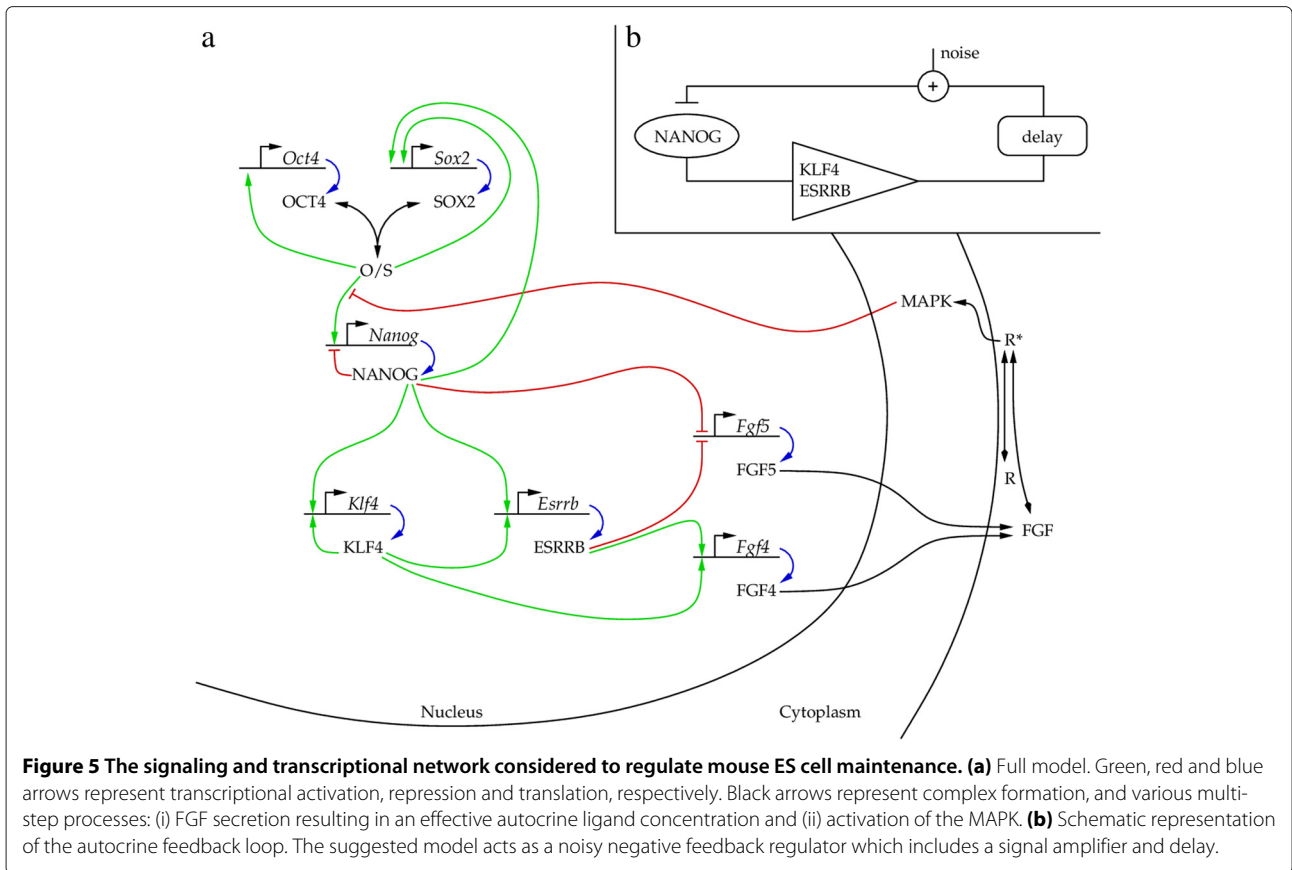 a
b
noise
+
NANOG
KLF4
ESRRB
delay
Oct4
Sox2
OCT4
SOX2
O/S
MAPK
Nanog
R*
NANOG
Fgf5
FGF5
R
Klf4
Esrrb
FGF
KLF4
ESRRB
Fgf4
FGF4
Nucleus
Cytoplasm
Figure 5 The signaling and transcriptional network considered to regulate mouse ES cell maintenance. (a) Full model. Green, red and blue
arrows represent transcriptional activation, repression and translation, respectively. Black arrows represent complex formation, and various multi-
step processes: (i) FGF secretion resulting in an effective autocrine ligand concentration and (ii) activation of the MAPK. (b) Schematic representation
of the autocrine feedback loop. The suggested model acts as a noisy negative feedback regulator which includes a signal amplifier and delay.